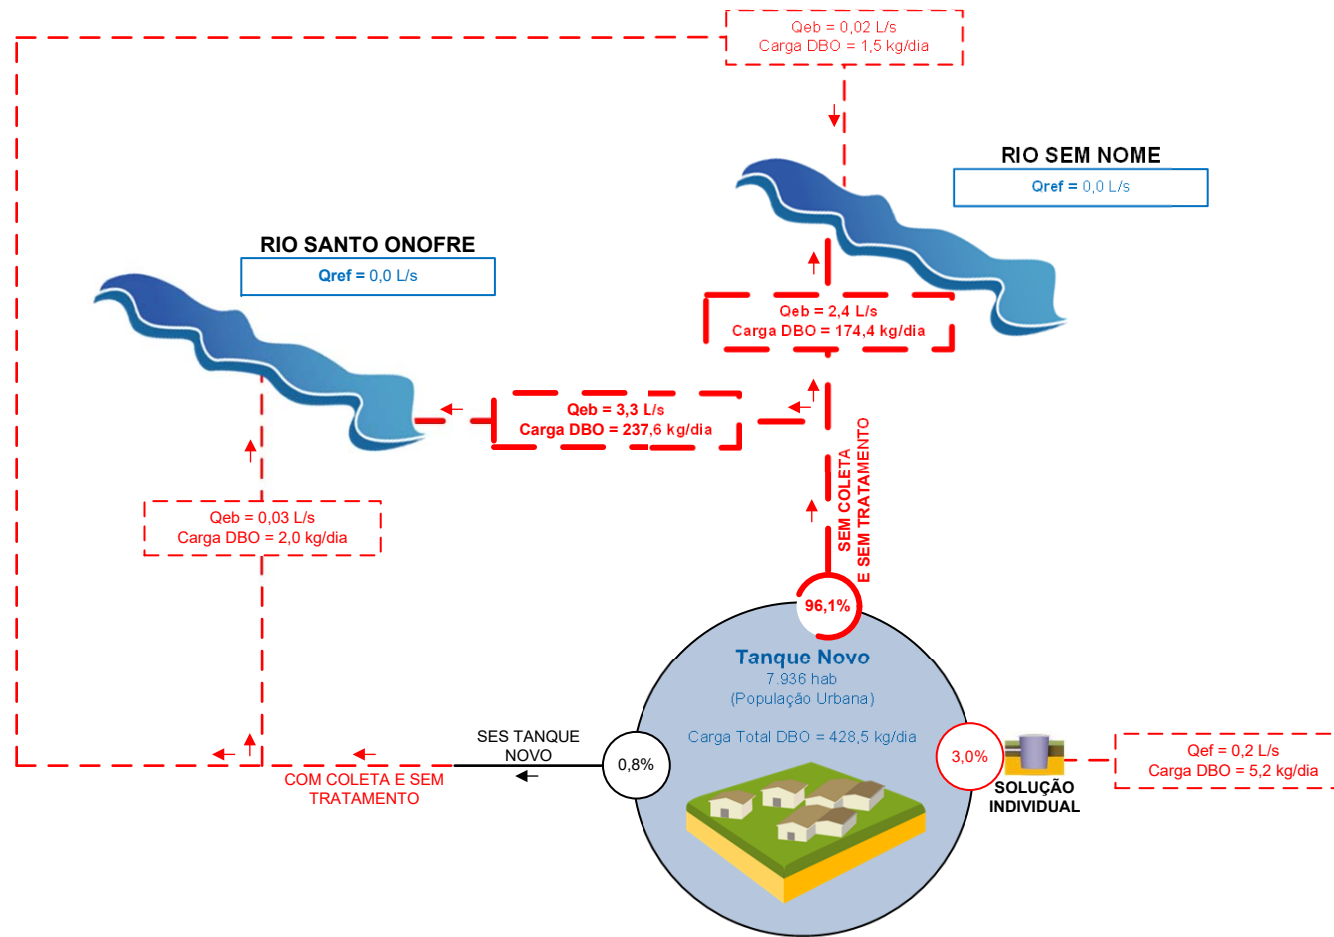 Qeb = 0,02 L/s
Carga DBO = 1,5 kg/dia
RIO SEM NOME
Qref = 0,0 L/s
RIO SANTO ONOFRE
Qref = 0,0 L/s
Qeb = 2,4 L/s
Carga DBO = 174,4 kg/dia
Qeb = 3,3 L/s
Carga DBO = 237,6 kg/dia
SEM COLETA
E SEM TRATAMENTO
Qeb = 0,03 L/s
Carga DBO = 2,0 kg/dia
96,1%
Tanque Novo
7.936 hab
(População Urbana)
Carga Total DBO = 428,5 kg/dia
SES TANQUE
NOVO
0,8%
COM COLETA E SEM
TRATAMENTO
3,0%
SOLUÇÃO
INDIVIDUAL
Qef = 0,2 L/s
Carga DBO = 5,2 kg/dia